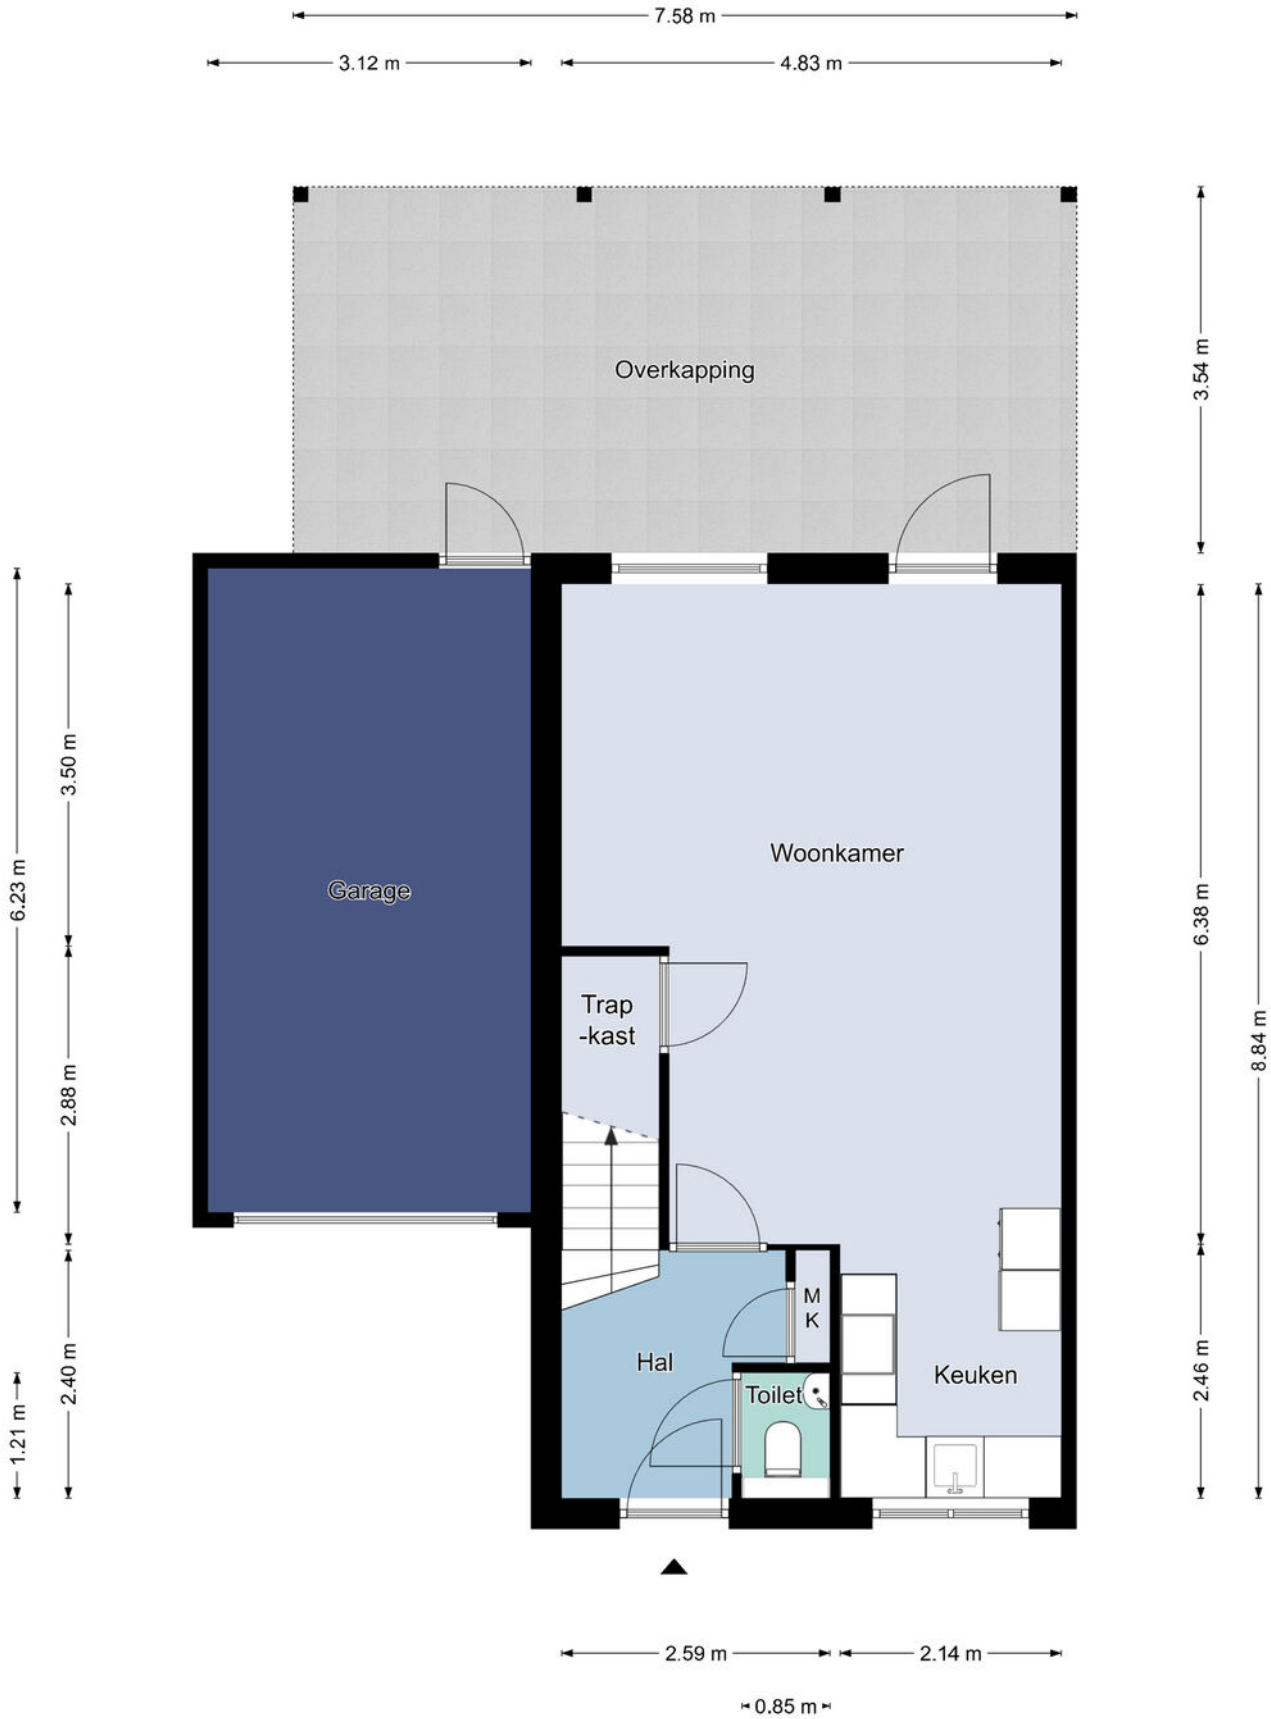 7.58 m
3.12 m
4.83 m
Overkapping
3.54 m
3.50 m
Woonkamer
6.23 m
Garage
6.38 m
Trap
-kast
8.84 m
2.88 m
M
K
Hal
Keuken
2.40 m
2.46 m
Toilet
1.21 m
2.59 m
2.14 m
0.85 m